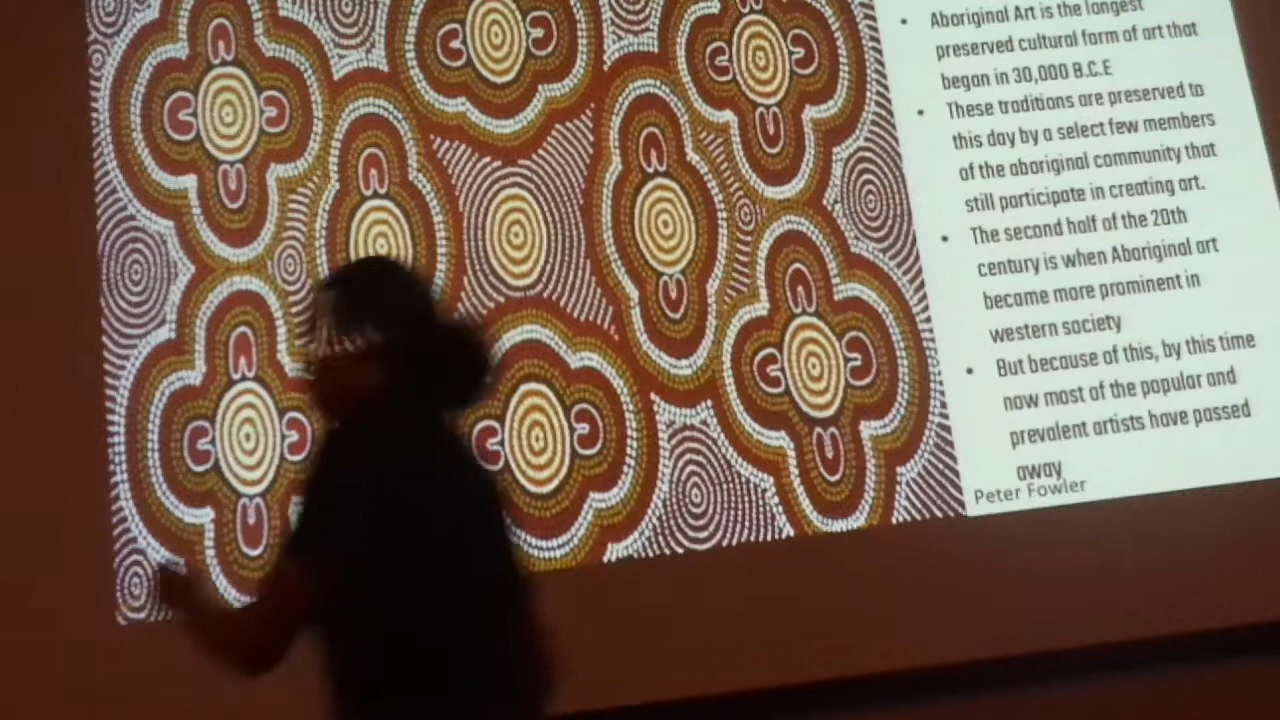 • Aboriginal Art is the longest
preserved cultural form of art that
began in 30,000 B.C.E
• These traditions are preserved to
this day by a select few members
of the aboriginal community that
still participate in creating art.
• The second half of the 20th
century is when Aboriginal art
became more prominent in
western society
• But because of this, by this time
now most of the popular and
prevalent artists have passed
away
Peter Fowler